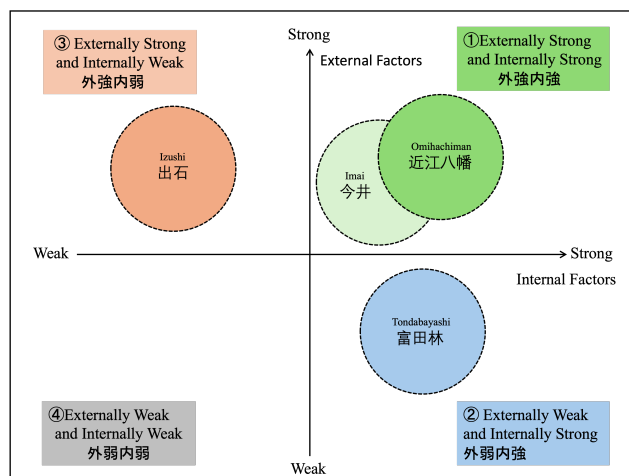 ③ Externally Strong
and Internally Weak
外強内弱
Strong
External Factors
①Externally Strong
and Internally Strong
外強内強
Izushi
出石
Imai
今井
Omihachiman
近江八幡
Weak
Strong
Internal Factors
Tondabayashi
富田林
④Externally Weak
and Internally Weak
外弱内弱
② Externally Weak
and Internally Strong
外弱内強
Weak